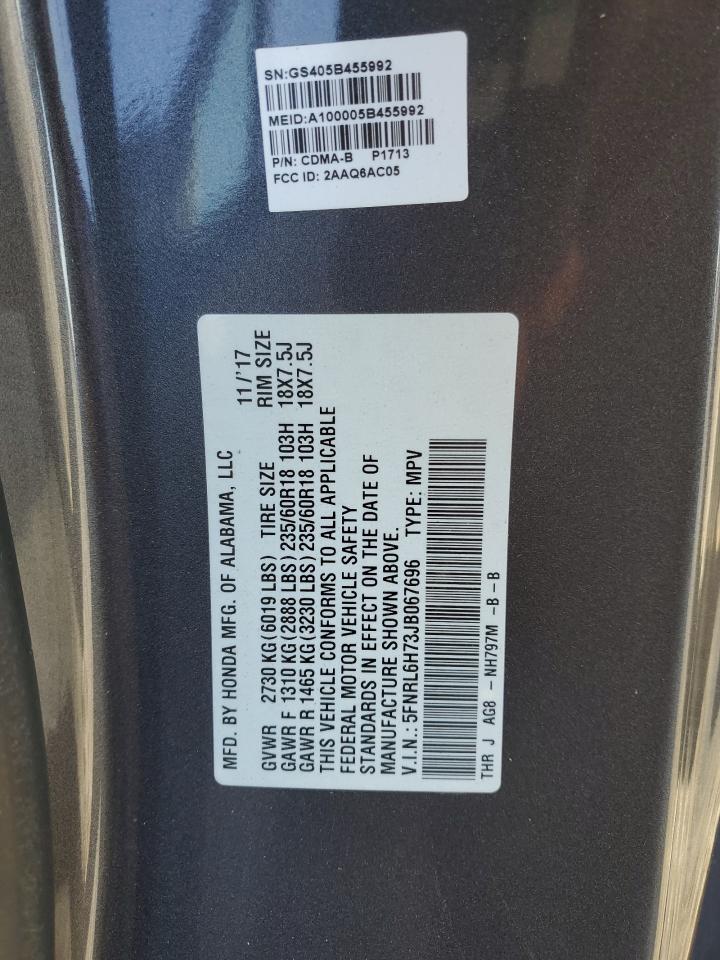 SN:GS405B455992
MEID:A100005B455992
P/N: CDMA-B P1713
FCC ID: 2AAQ6AC05
MFD. BY HONDA MFG. OF ALABAMA, LLC 11/'17
GVWR 2730 KG(6019 LBS) TIRE SIZE RIM SIZE
GAWR F 1310 KG(2888 LBS)235/60R18 103H 18X7.5J
GAWR R 1465 KG(3230 LBS)235/60R18 103H 18X7.5J
THIS VEHICLE CONFORMS TO ALL APPLICABLE
FEDERAL MOTOR VEHICLE SAFETY
STANDARDS IN EFFECT ON THE DATE OF
MANUFACTURE SHOWN ABOVE.
V.I.N.: 5FNRL6H73JB067696 TYPE: MPV
THR J AG8 - NH797M -B -B